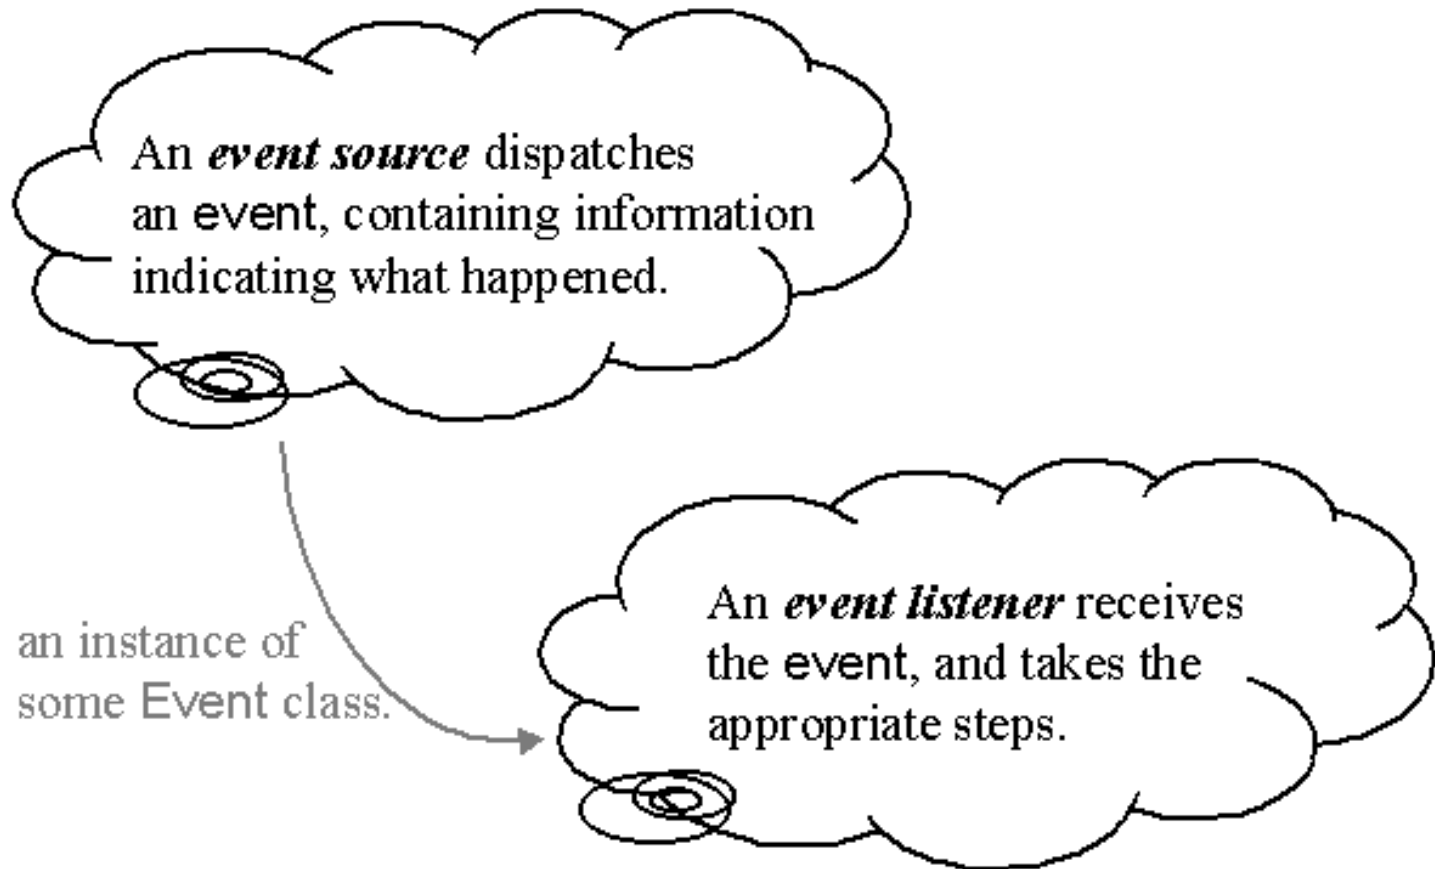 An event source dispatches
an event, containing information
indicating what happened.
an instance of
some Event class.
An event listener receives
the event, and takes the
appropriate steps.